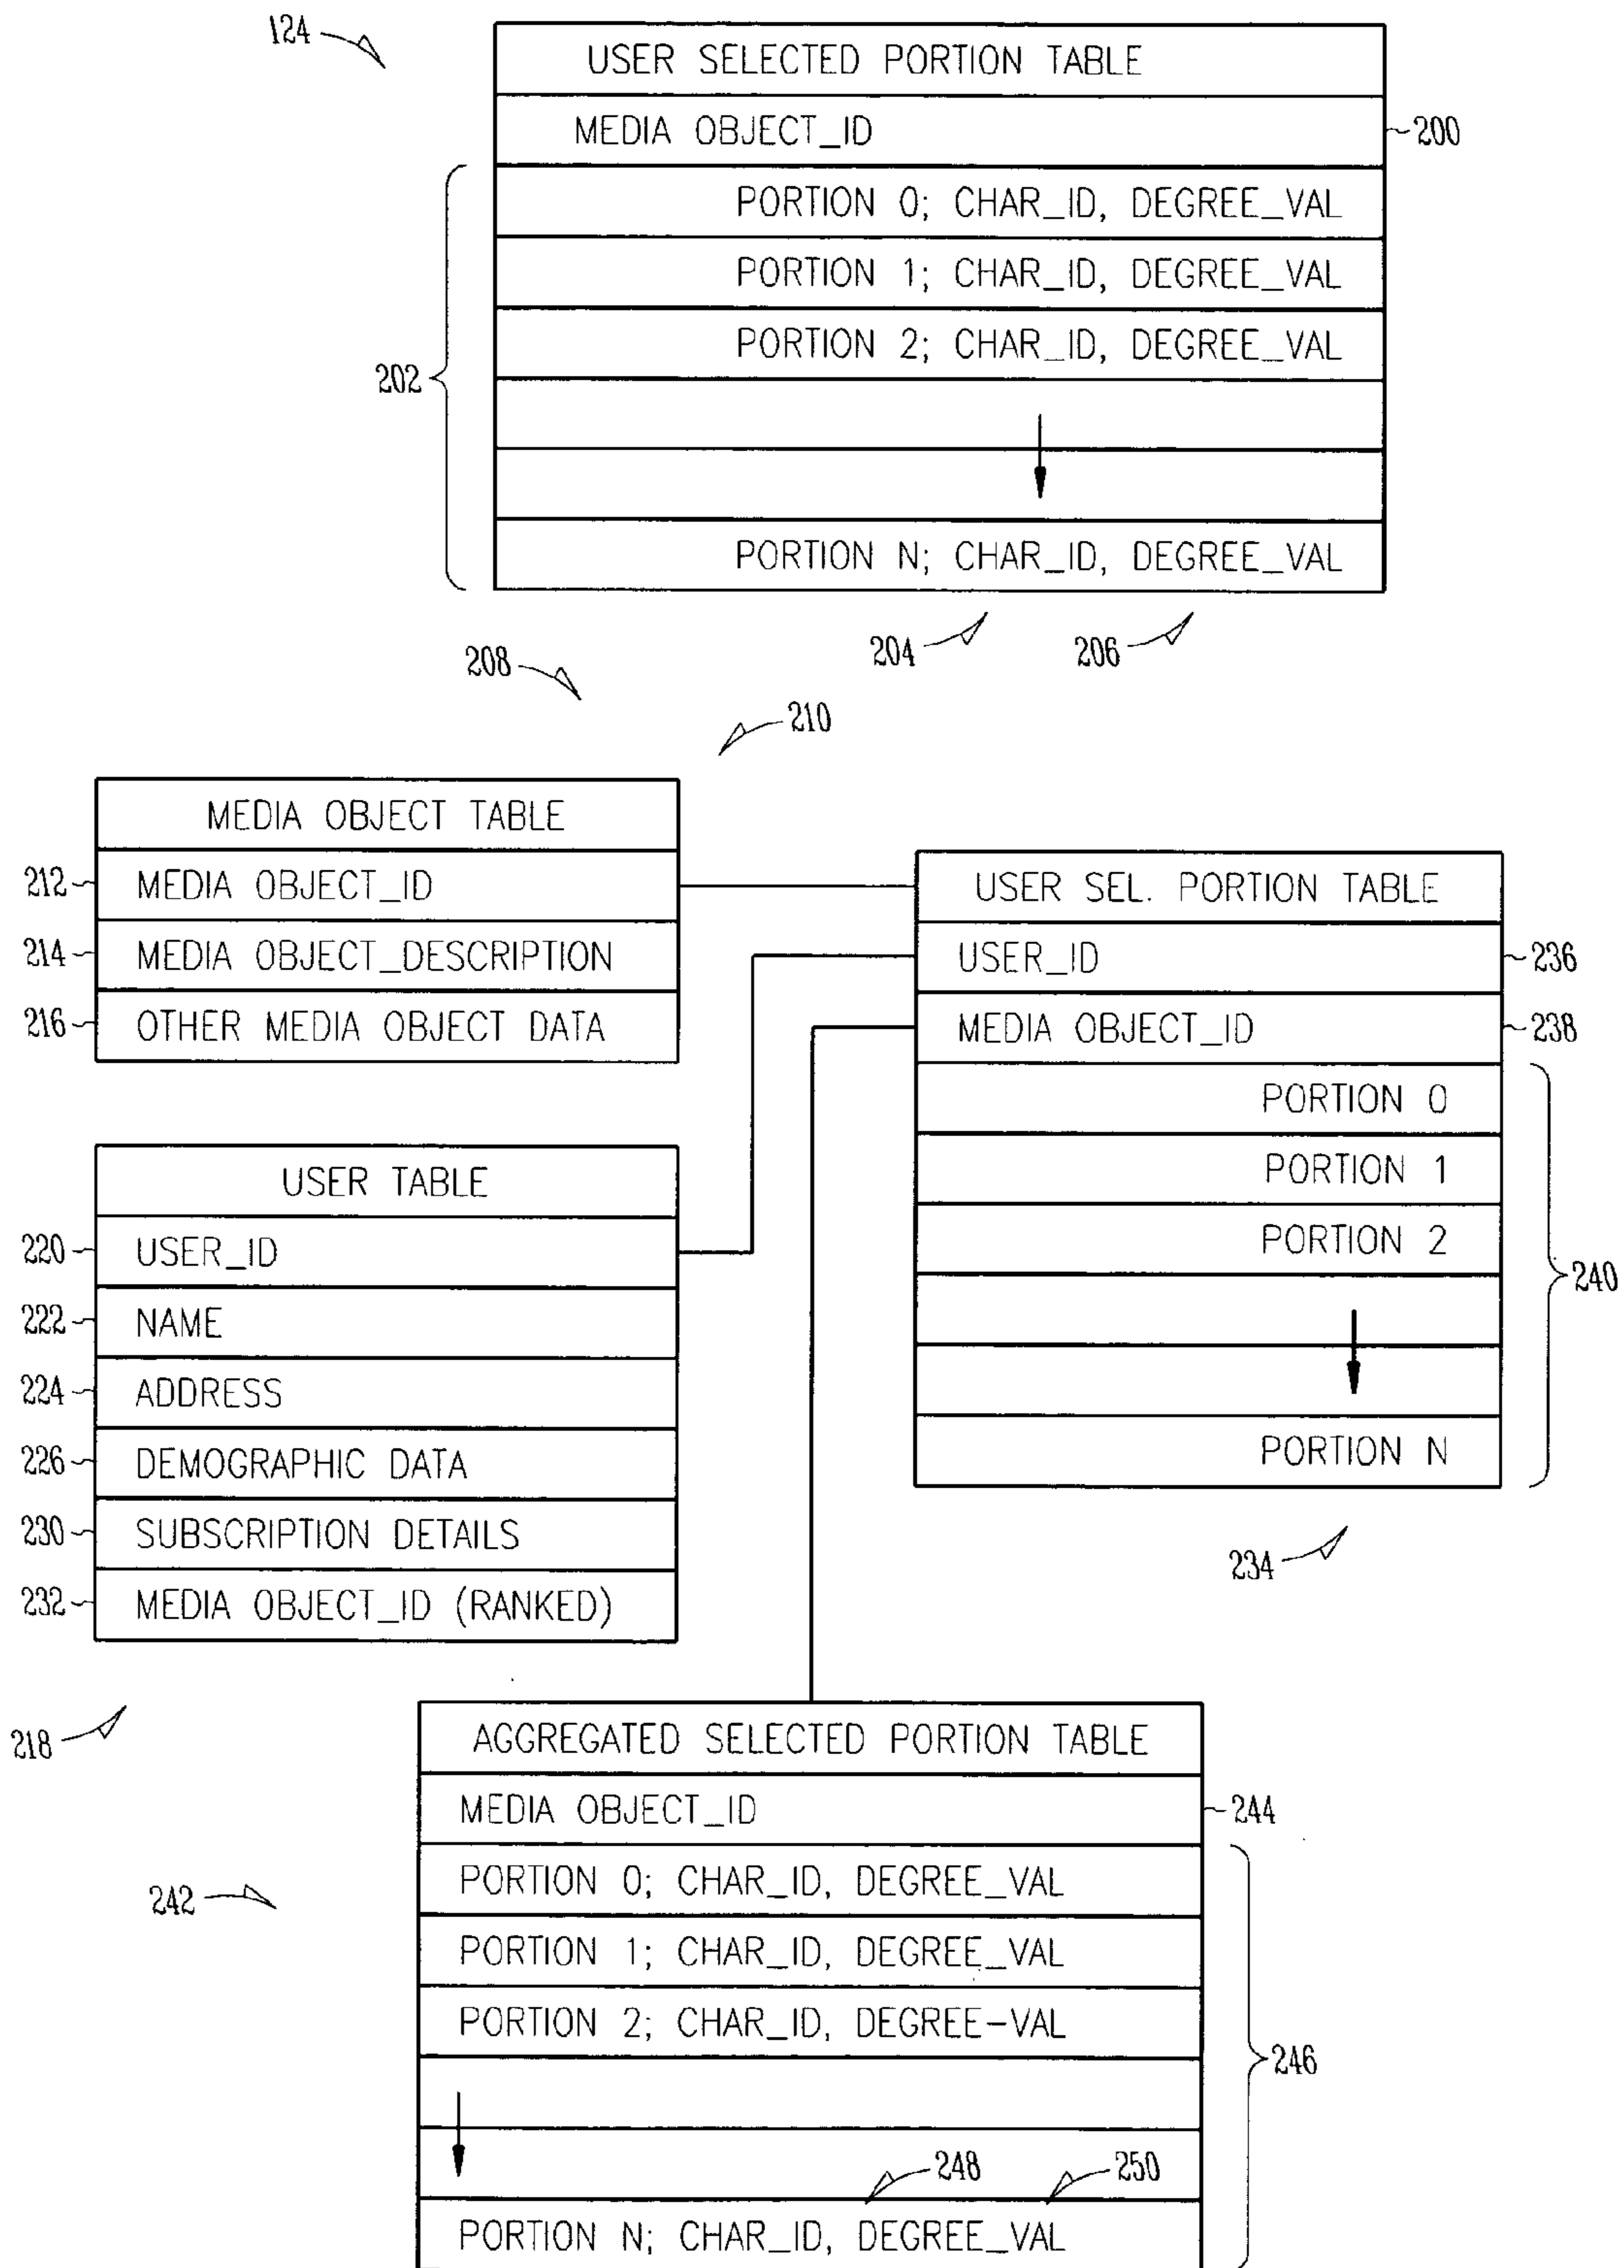 124
USER SELECTED PORTION TABLE
MEDIA OBJECT_ID
200
PORTION 0; CHAR_ID, DEGREE_VAL
PORTION 1; CHAR_ID, DEGREE_VAL
PORTION 2; CHAR_ID, DEGREE_VAL
202
PORTION N; CHAR_ID, DEGREE_VAL
204
206
208
210
MEDIA OBJECT TABLE
212
MEDIA OBJECT_ID
214
MEDIA OBJECT_DESCRIPTION
216
OTHER MEDIA OBJECT DATA
USER SEL. PORTION TABLE
USER_ID
236
MEDIA OBJECT_ID
238
PORTION 0
PORTION 1
PORTION 2
240
PORTION N
234
USER TABLE
220
USER_ID
222
NAME
224
ADDRESS
226
DEMOGRAPHIC DATA
230
SUBSCRIPTION DETAILS
232
MEDIA OBJECT_ID (RANKED)
218
AGGREGATED SELECTED PORTION TABLE
MEDIA OBJECT_ID
244
242
PORTION 0; CHAR_ID, DEGREE_VAL
PORTION 1; CHAR_ID, DEGREE_VAL
PORTION 2; CHAR_ID, DEGREE-VAL
246
248
250
PORTION N; CHAR_ID, DEGREE_VAL